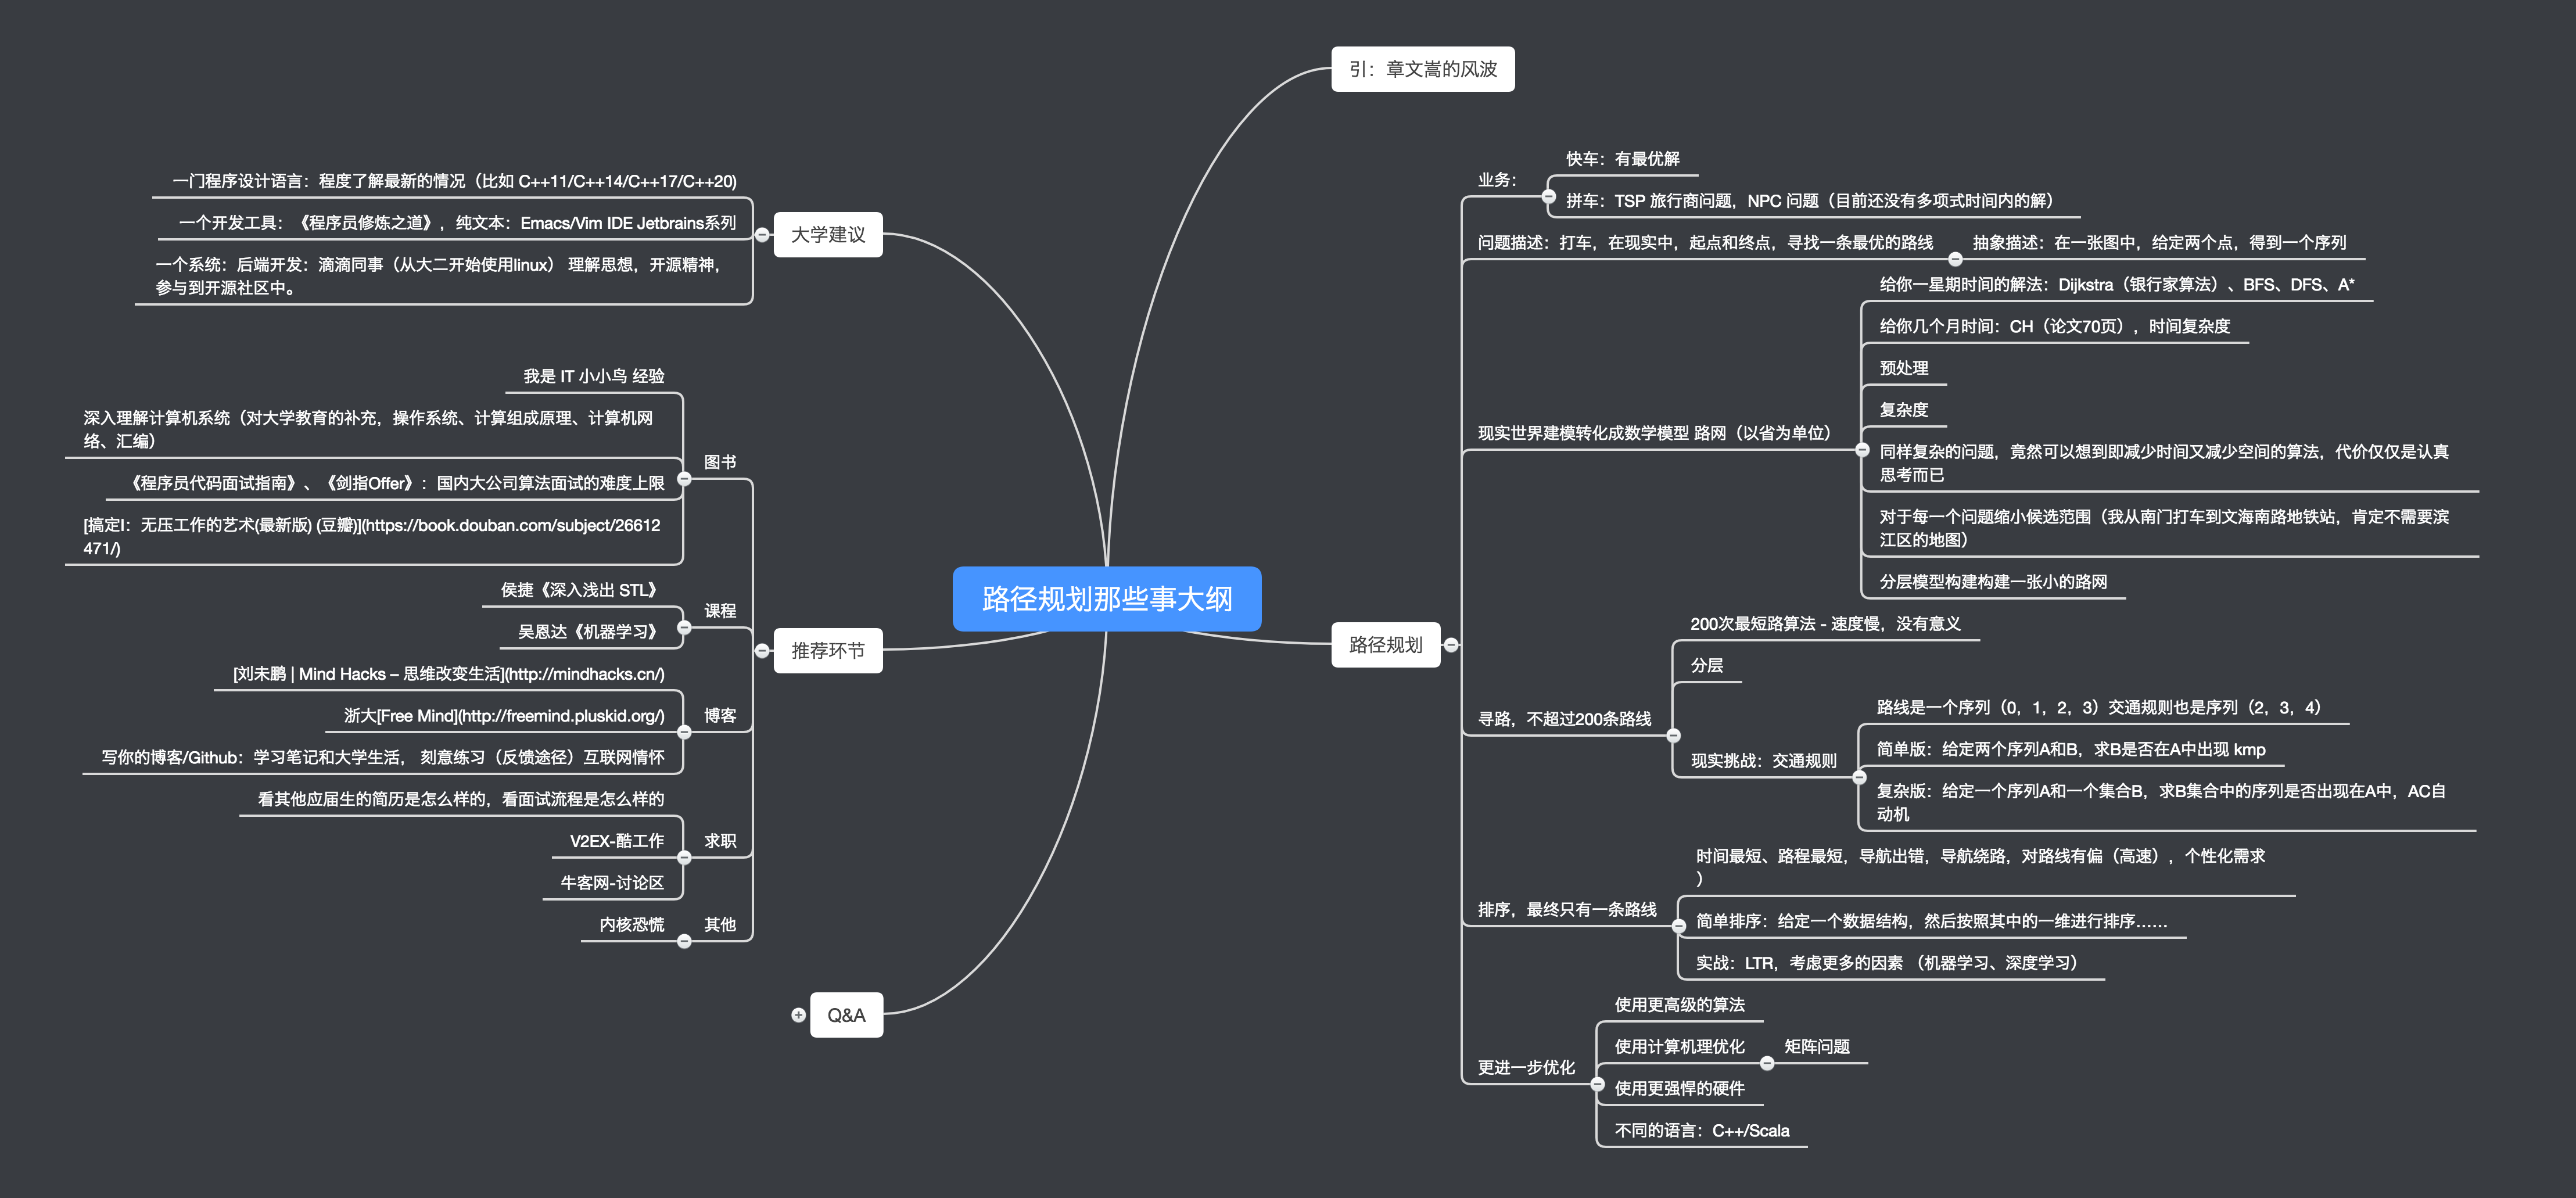 路径规划那些事大纲
引：章文嵩的风波
路径规划
业务：
快车：有最优解
拼车：TSP 旅行商问题，NPC 问题（目前还没有多项式时间内的解）
问题描述：打车，在现实中，起点和终点，寻找一条最优的路线
抽象描述：在一张图中，给定两个点，得到一个序列
现实世界建模转化成数学模型 路网（以省为单位）
给你一星期时间的解法：Dijkstra（银行家算法）、BFS、DFS、A*
给你几个月时间：CH（论文70页），时间复杂度
预处理
复杂度
同样复杂的问题，竟然可以想到即减少时间又减少空间的算法，代价仅仅是认真
思考而已
对于每一个问题缩小候选范围（我从南门打车到文海南路地铁站，肯定不需要滨
江区的地图）
分层模型构建构建一张小的路网
寻路，不超过200条路线
200次最短路算法 - 速度慢，没有意义
分层
现实挑战：交通规则
路线是一个序列（0，1，2，3）交通规则也是序列（2，3，4）
简单版：给定两个序列A和B，求B是否在A中出现 kmp
复杂版：给定一个序列A和一个集合B，求B集合中的序列是否出现在A中，AC自
动机
排序，最终只有一条路线
时间最短、路程最短，导航出错，导航绕路，对路线有偏（高速），个性化需求
）
简单排序：给定一个数据结构，然后按照其中的一维进行排序……
实战：LTR，考虑更多的因素 （机器学习、深度学习）
更进一步优化
使用更高级的算法
使用计算机理优化
矩阵问题
使用更强悍的硬件
不同的语言：C++/Scala
大学建议
一门程序设计语言：程度了解最新的情况（比如 C++11/C++14/C++17/C++20)
一个开发工具：《程序员修炼之道》，纯文本：Emacs/Vim IDE Jetbrains系列
一个系统：后端开发：滴滴同事（从大二开始使用linux） 理解思想，开源精神，
参与到开源社区中。
推荐环节
图书
我是 IT 小小鸟 经验
深入理解计算机系统（对大学教育的补充，操作系统、计算组成原理、计算机网
络、汇编）
《程序员代码面试指南》、《剑指Offer》：国内大公司算法面试的难度上限
[搞定I：无压工作的艺术(最新版) (豆瓣)](https://book.douban.com/subject/26612
471/)
课程
侯捷《深入浅出 STL》
吴恩达《机器学习》
博客
[刘未鹏 | Mind Hacks – 思维改变生活](http://mindhacks.cn/)
浙大[Free Mind](http://freemind.pluskid.org/)
写你的博客/Github：学习笔记和大学生活， 刻意练习（反馈途径）互联网情怀
求职
看其他应届生的简历是怎么样的，看面试流程是怎么样的
V2EX-酷工作
牛客网-讨论区
其他
内核恐慌
Q&A